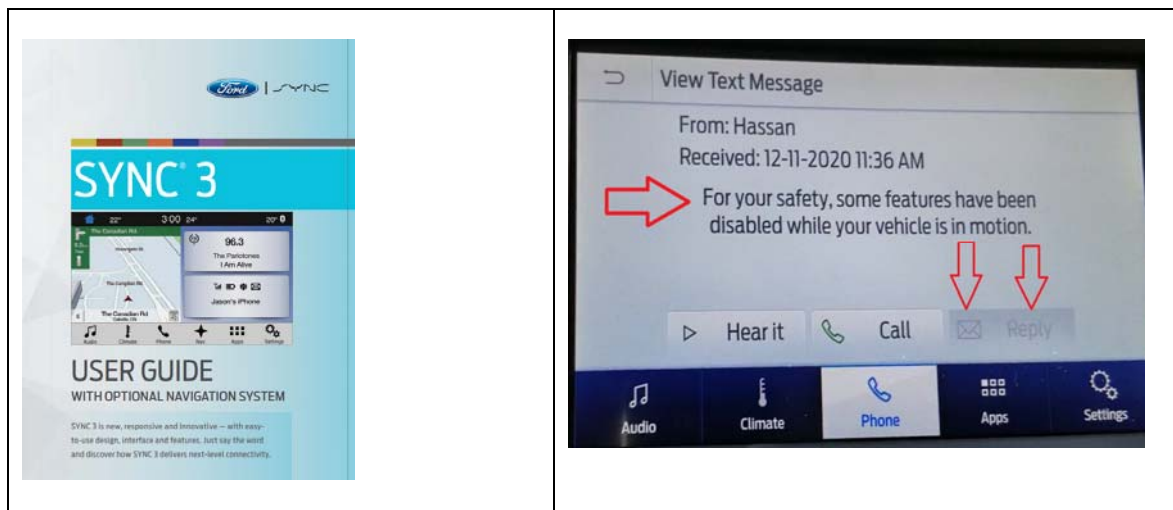 Ford | SYNC
SYNC® 3
22° 3:00 24° 20°
The Canadian Rd
96.3
I Am Alive
Jason's iPhone
The Canadian Rd
Audio Climate Phone Nav Apps Settings
USER GUIDE
WITH OPTIONAL NAVIGATION SYSTEM
SYNC 3 is new, responsive and innovative – with easy-
to-use design, interface and features. Just say the word
and discover how SYNC 3 delivers next-level connectivity.
View Text Message
From: Hassan
Received: 12-11-2020 11:36 AM
For your safety, some features have been
disabled while your vehicle is in motion.
Hear it Call Reply
Audio Climate Phone Apps Settings